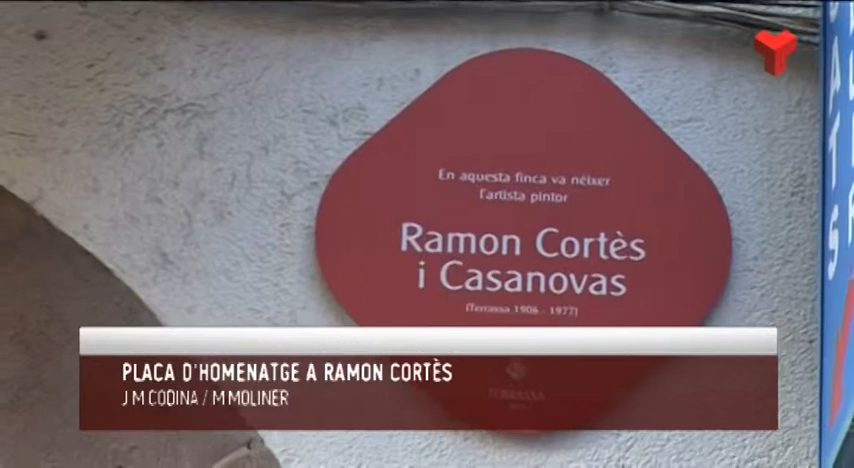 En aquesta finca va néixer
l'artista pintor
Ramon Cortès
i Casanovas
(Terrassa 1906 - 1977)
PLACA D'HOMENATGE A RAMON CORTÈS
J M CODINA / M MOLINER
TERRASSA